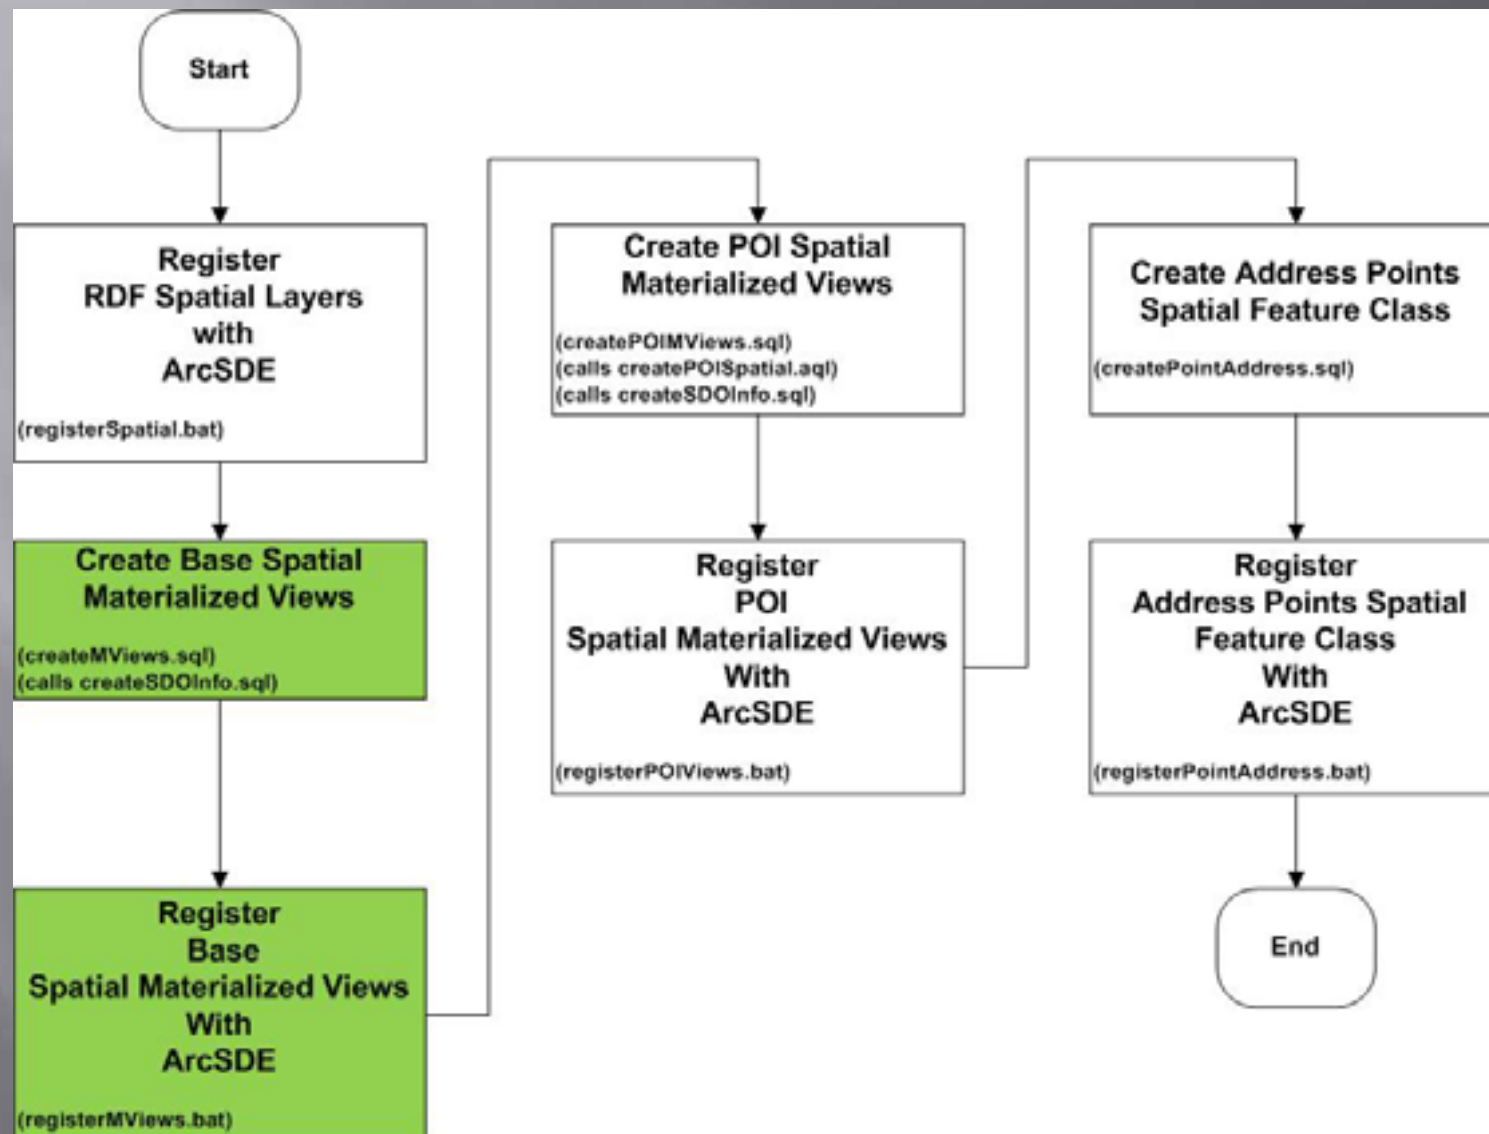 Start
Register
RDF Spatial Layers
with
ArcSDE
(registerSpatial.bat)
Create Base Spatial
Materialized Views
(createMViews.sql)
(calls createSDOInfo.sql)
Register
Base
Spatial Materialized Views
With
ArcSDE
(registerMViews.bat)
Create POI Spatial
Materialized Views
(createPOIMViews.sql)
(calls createPOISpatial.aql)
(calls createSDOInfo.sql)
Register
POI
Spatial Materialized Views
With
ArcSDE
(registerPOIViews.bat)
Create Address Points
Spatial Feature Class
(createPointAddress.sql)
Register
Address Points Spatial
Feature Class
With
ArcSDE
(registerPointAddress.bat)
End